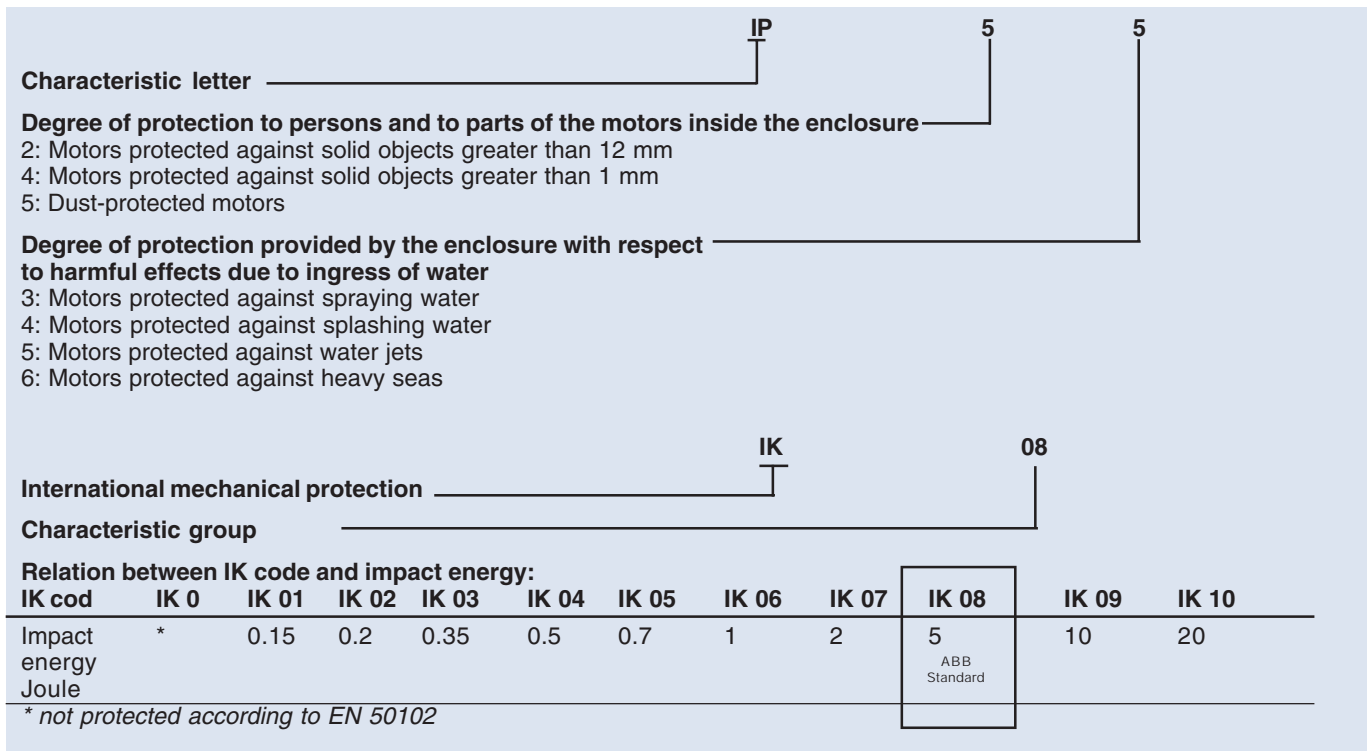 IP 5 5
Characteristic letter
Degree of protection to persons and to parts of the motors inside the enclosure
2: Motors protected against solid objects greater than 12 mm
4: Motors protected against solid objects greater than 1 mm
5: Dust-protected motors
Degree of protection provided by the enclosure with respect
to harmful effects due to ingress of water
3: Motors protected against spraying water
4: Motors protected against splashing water
5: Motors protected against water jets
6: Motors protected against heavy seas
IK 08
International mechanical protection
Characteristic group
Relation between IK code and impact energy:
IK cod IK 0 IK 01 IK 02 IK 03 IK 04 IK 05 IK 06 IK 07 IK 08 IK 09 IK 10
Impact * 0.15 0.2 0.35 0.5 0.7 1 2 5 10 20
energy ABB
Joule Standard
* not protected according to EN 50102